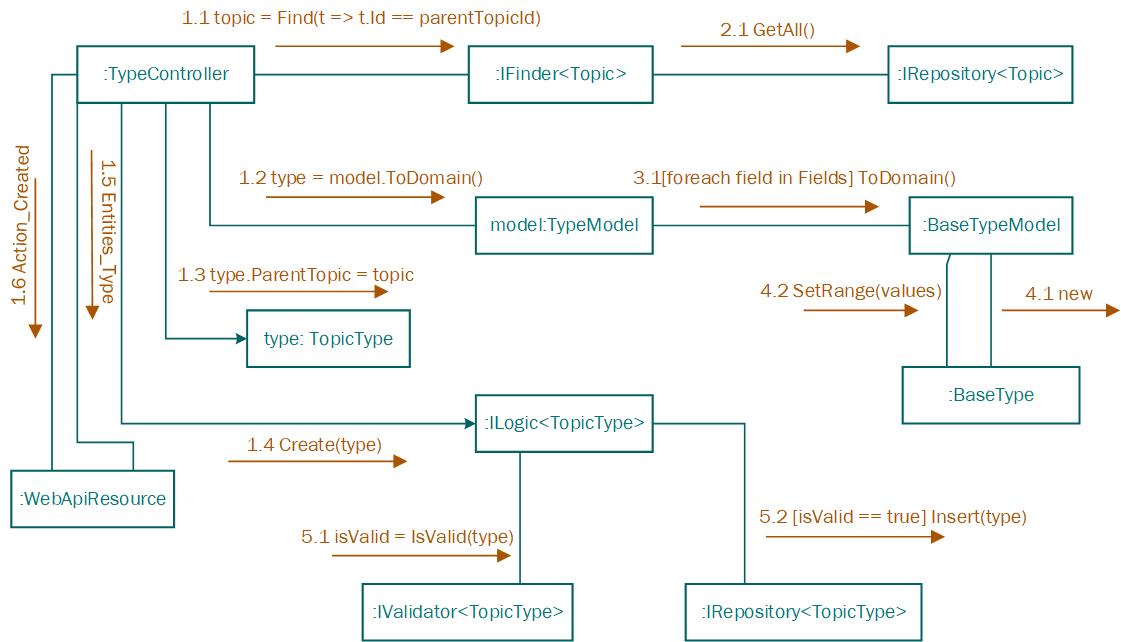 1.1 topic = Find(t => t.Id == parentTopicId)
2.1 GetAll()
:TypeController
:IFinder<Topic>
:IRepository<Topic>
1.6 Action_Created
1.5 Entities_Type
1.2 type = model.ToDomain()
3.1[foreach field in Fields] ToDomain()
model:TypeModel
:BaseTypeModel
1.3 type.ParentTopic = topic
4.2 SetRange(values)
4.1 new
type: TopicType
:BaseType
:ILogic<TopicType>
1.4 Create(type)
:WebApiResource
5.1 isValid = IsValid(type)
5.2 [isValid == true] Insert(type)
:IValidator<TopicType>
:IRepository<TopicType>